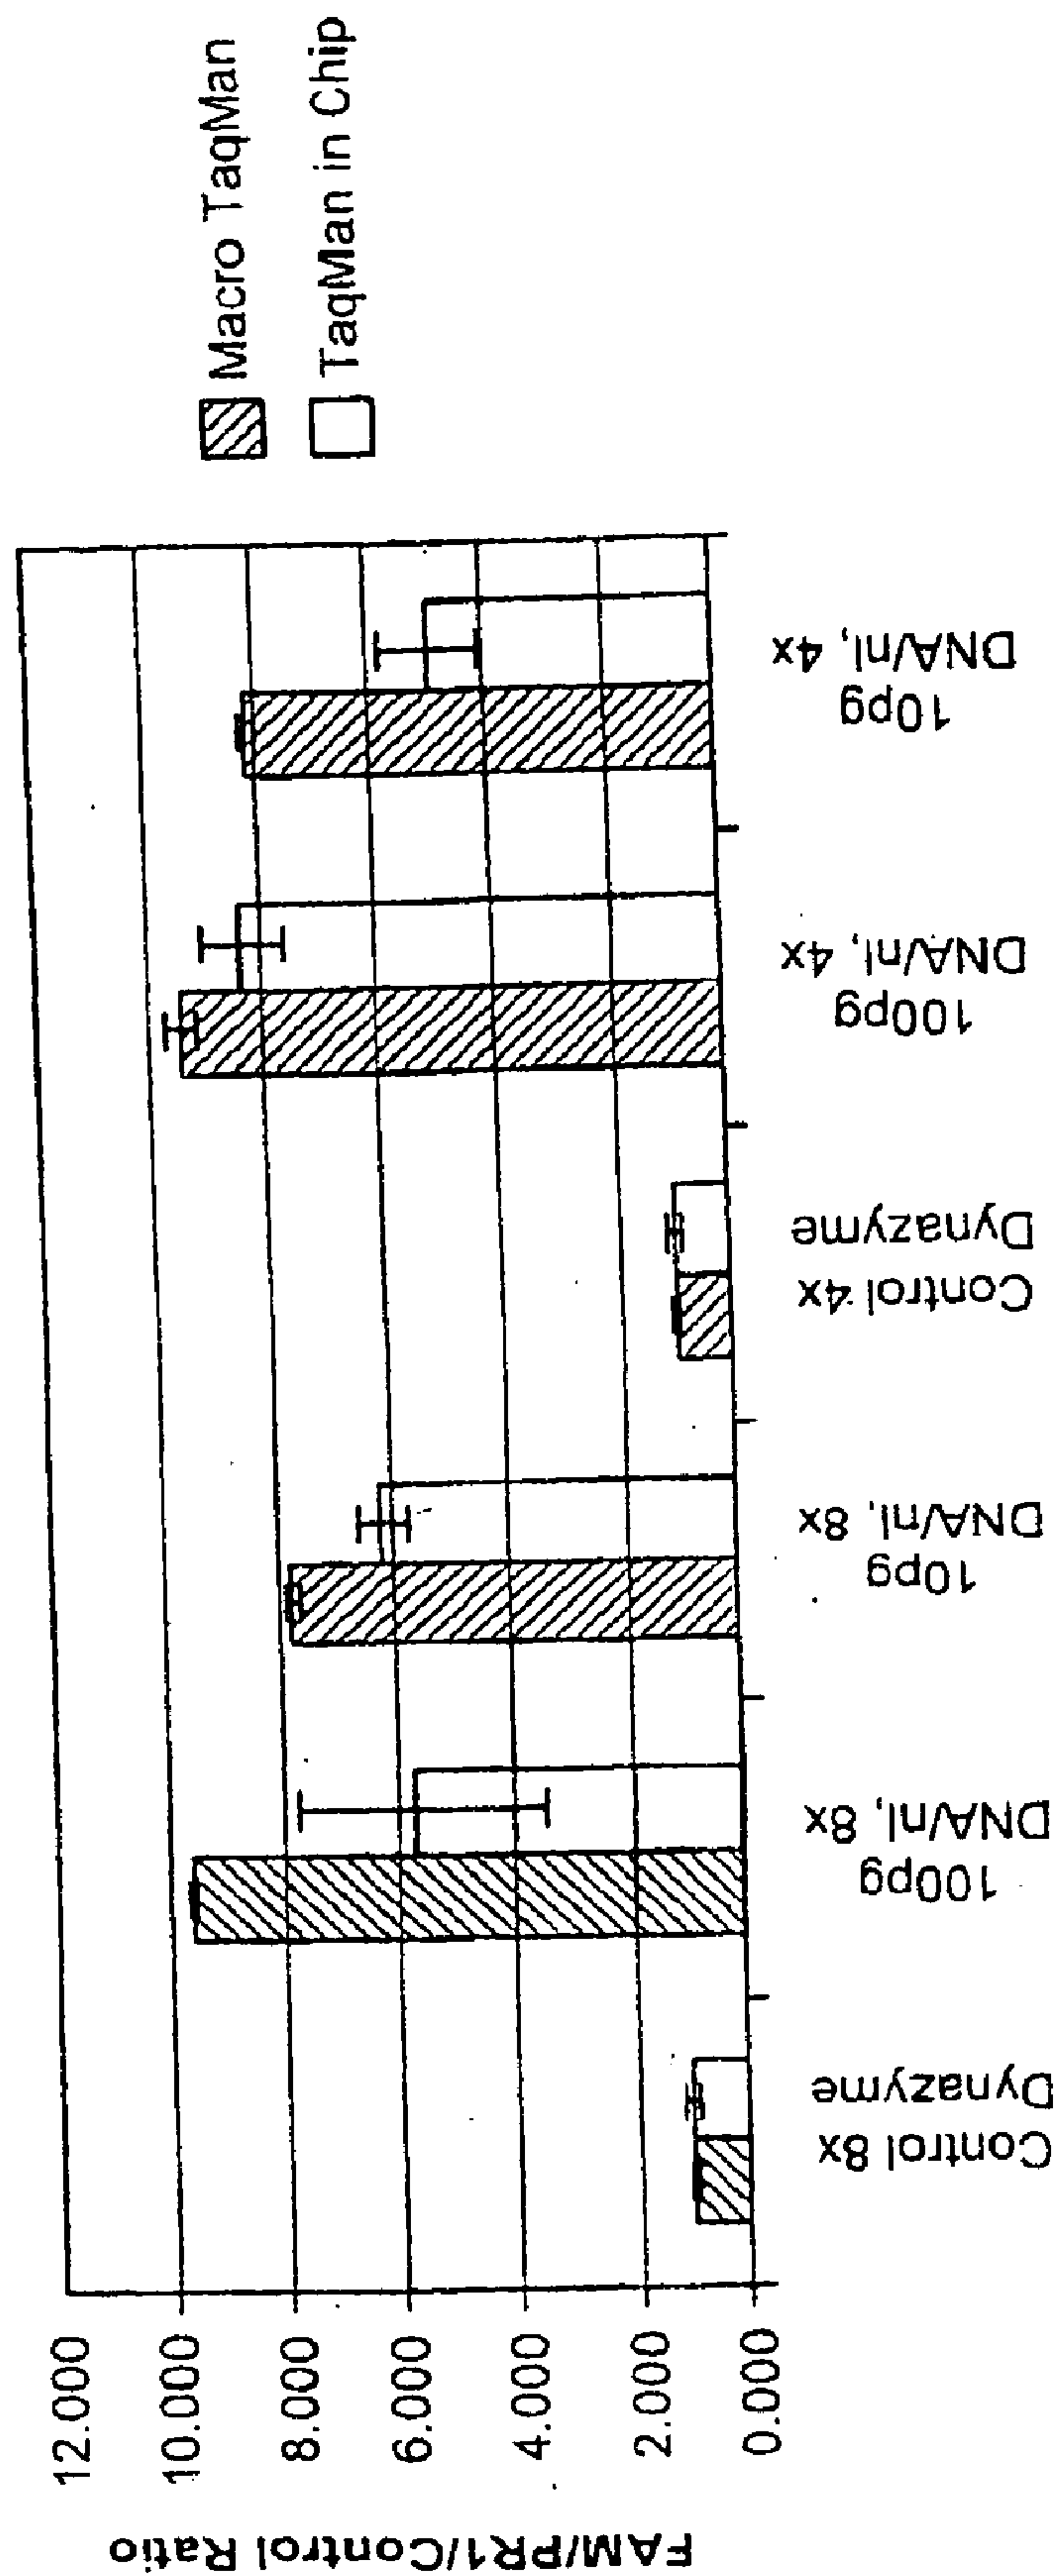 FAM/PR1/Control Ratio
12.000
10.000
8.000
6.000
4.000
2.000
0.000
Control 8x
Dynazyme
100pg
DNA/nl, 8x
10pg
DNA/nl, 8x
Control 4x
Dynazyme
100pg
DNA/nl, 4x
10pg
DNA/nl, 4x
Macro TaqMan
TaqMan in Chip